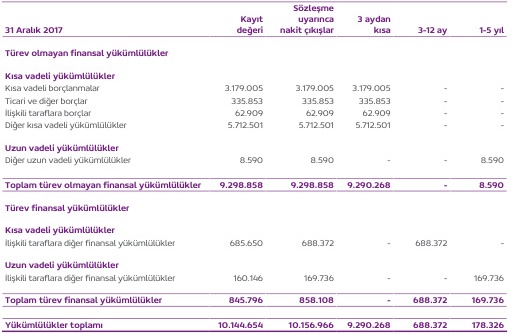 31 Aralık 2017 Kayıt değeri Sözleşme uyarınca nakit çıkışlar 3 aydan kısa 3-12 ay 1-5 yıl
Türev olmayan finansal yükümlülükler
Kısa vadeli yükümlülükler
Kısa vadeli borçlanmalar 3.179.005 3.179.005 3.179.005 - -
Ticari ve diğer borçlar 335.853 335.853 335.853 - -
İlişkili taraflara borçlar 62.909 62.909 62.909 - -
Diğer kısa vadeli yükümlülükler 5.712.501 5.712.501 5.712.501 - -
Uzun vadeli yükümlülükler
Diğer uzun vadeli yükümlülükler 8.590 8.590 - - 8.590
Toplam türev olmayan finansal yükümlülükler 9.298.858 9.298.858 9.290.268 - 8.590
Türev finansal yükümlülükler
Kısa vadeli yükümlülükler
İlişkili taraflara diğer finansal yükümlülükler 685.650 688.372 - 688.372 -
Uzun vadeli yükümlülükler
İlişkili taraflara diğer finansal yükümlülükler 160.146 169.736 - - 169.736
Toplam türev finansal yükümlülükler 845.796 858.108 - 688.372 169.736
Yükümlülükler toplamı 10.144.654 10.156.966 9.290.268 688.372 178.326